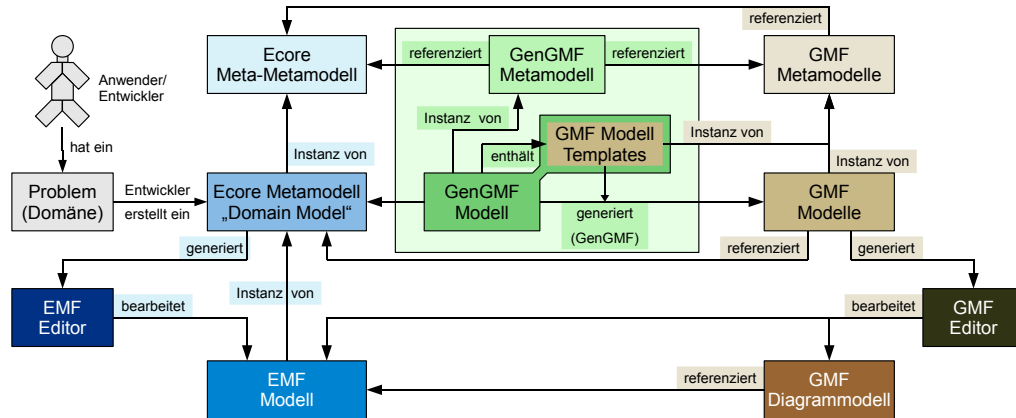 referenziert
Ecore
Meta-Metamodell
referenziert
GenGMF
Metamodell
referenziert
GMF
Metamodelle
Anwender/
Entwickler
Instanz von
GMF Modell
Templates
Instanz von
hat ein
Instanz von
enthält
Instanz von
Problem
(Domäne)
Entwickler
erstellt ein
Ecore Metamodell
„Domain Model“
GenGMF
Modell
generiert
(GenGMF)
GMF
Modelle
generiert
referenziert
generiert
EMF
Editor
bearbeitet
Instanz von
bearbeitet
GMF
Editor
EMF
Modell
referenziert
GMF
Diagrammodell